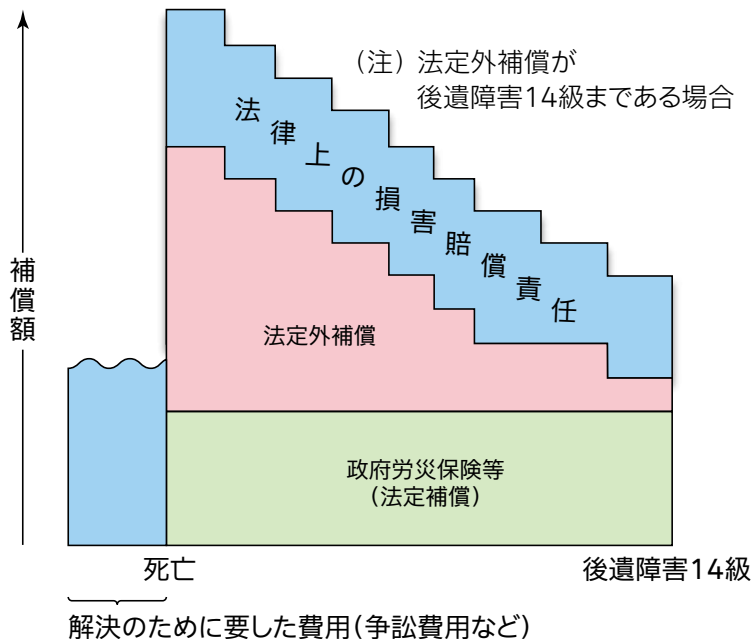 (注) 法定外補償が
後遺障害14級まである場合
法律上の損害賠償責任
補償額
法定外補償
政府労災保険等
(法定補償)
死亡
後遺障害14級
解決のために要した費用(争訟費用など)